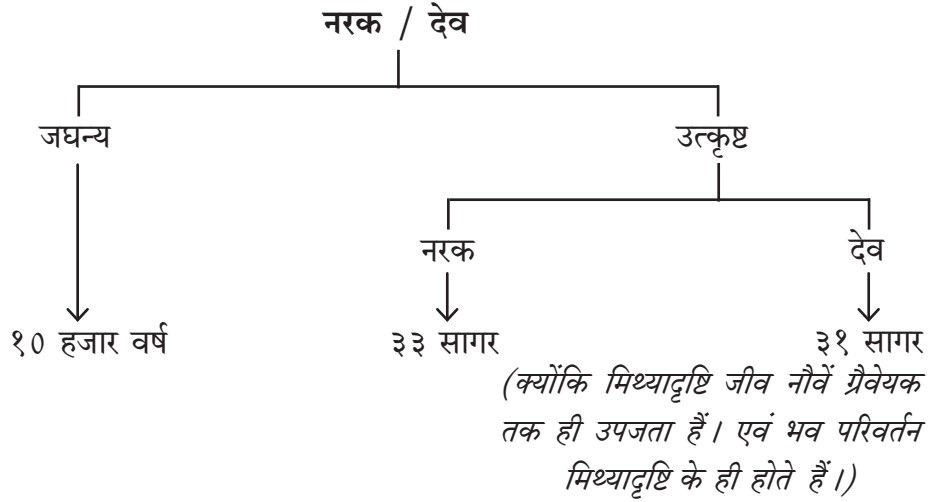 नरक / देव
जघन्य
उत्कृष्ट
नरक
देव
१० हजार वर्ष
३३ सागर
३१ सागर
(क्योंकि मिथ्यादृष्टि जीव नौवें ग्रैवेयक
तक ही उपजता हैं। एवं भव परिवर्तन
मिथ्यादृष्टि के ही होते हैं।)